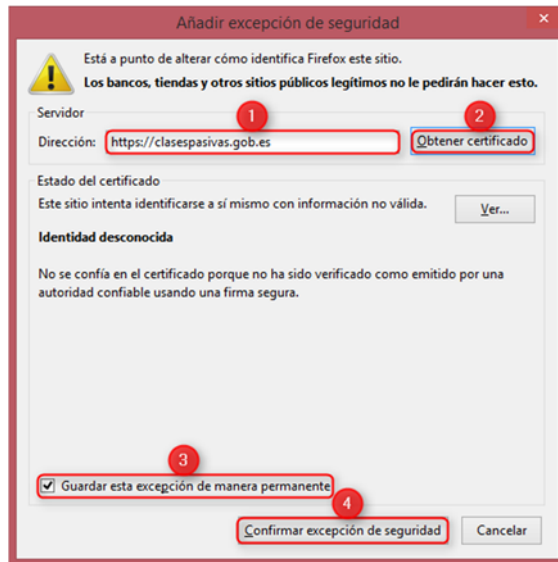 Añadir excepción de seguridad
Está a punto de alterar cómo identifica Firefox este sitio.
Los bancos, tiendas y otros sitios públicos legítimos no le pedirán hacer esto.
Servidor
1
2
Dirección: https://clasespasivas.gob.es Obtener certificado
Estado del certificado
Este sitio intenta identificarse a sí mismo con información no válida. Ver...
Identidad desconocida
No se confía en el certificado porque no ha sido verificado como emitido por una
autoridad confiable usando una firma segura.
3
Guardar esta excepción de manera permanente
4
Confirmar excepción de seguridad Cancelar